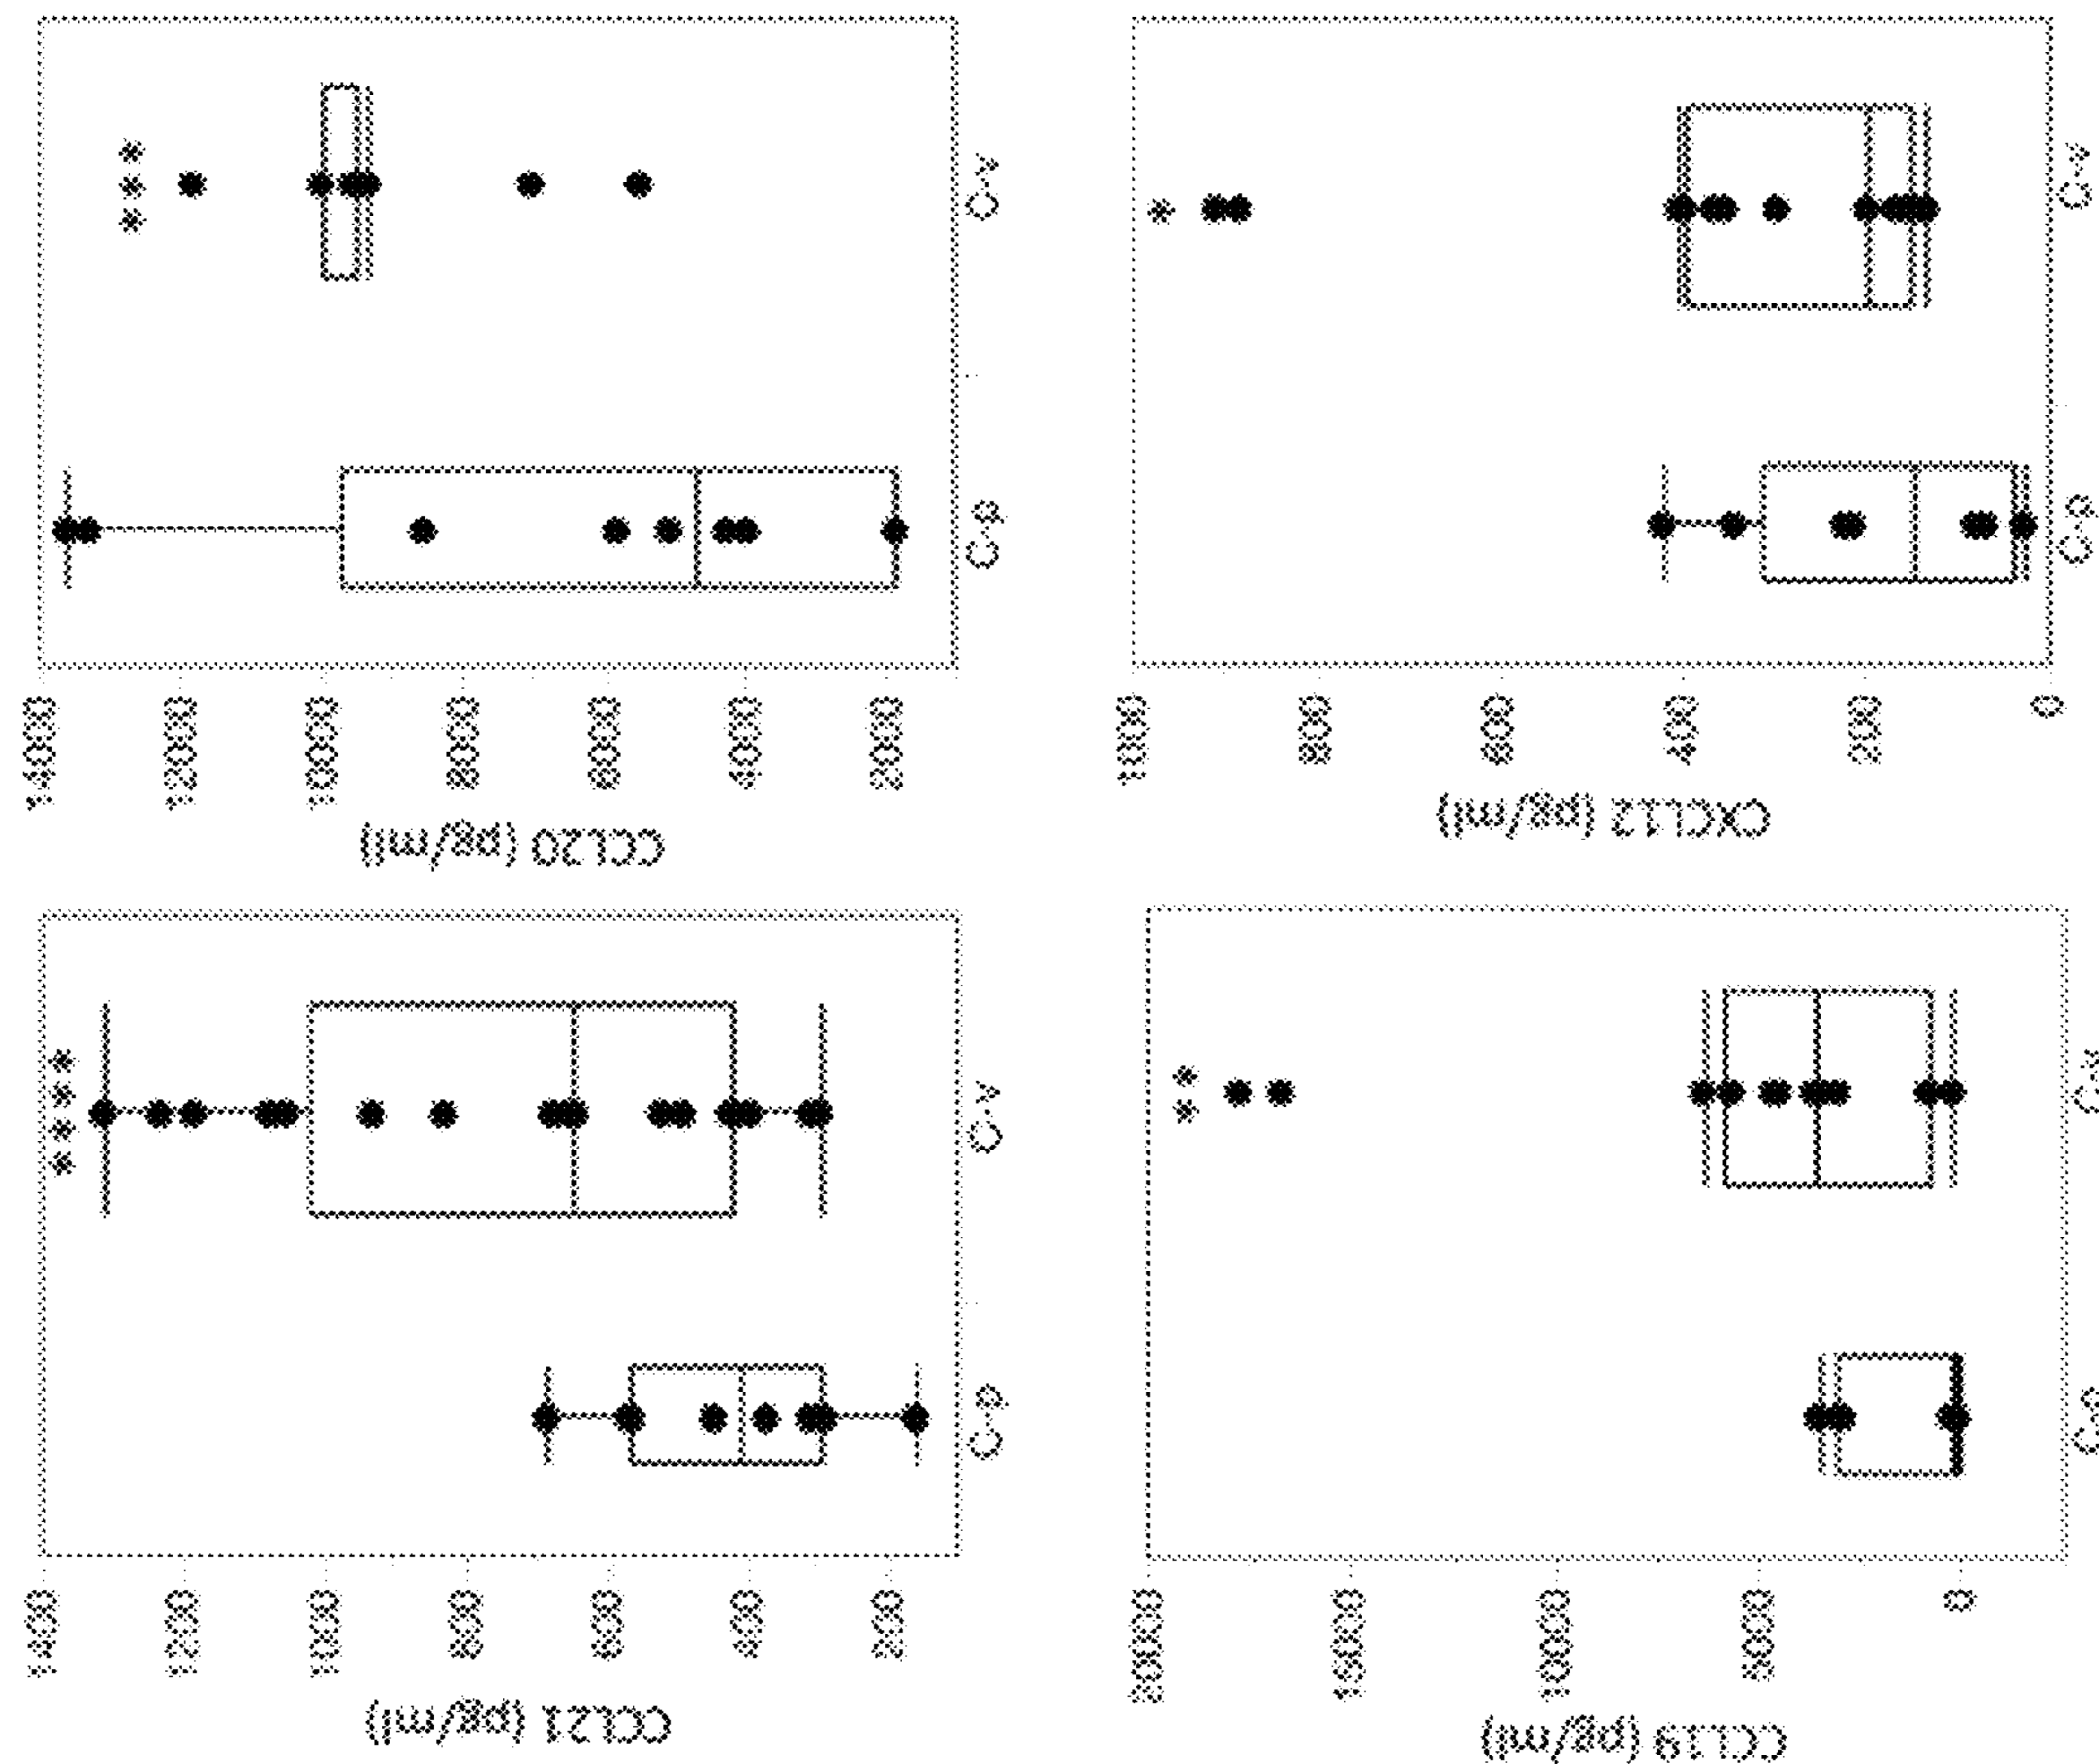 CCL21 (pg/ml)
1400
1200
1000
800
600
400
200
****
C-p
C-v
CCL20 (pg/ml)
14000
12000
10000
8000
6000
4000
2000
***
C-p
C-v
CCL19 (pg/ml)
20000
15000
10000
5000
0
**
C-p
C-v
CXCL12 (pg/ml)
1000
800
600
400
200
0
*
C-p
C-v